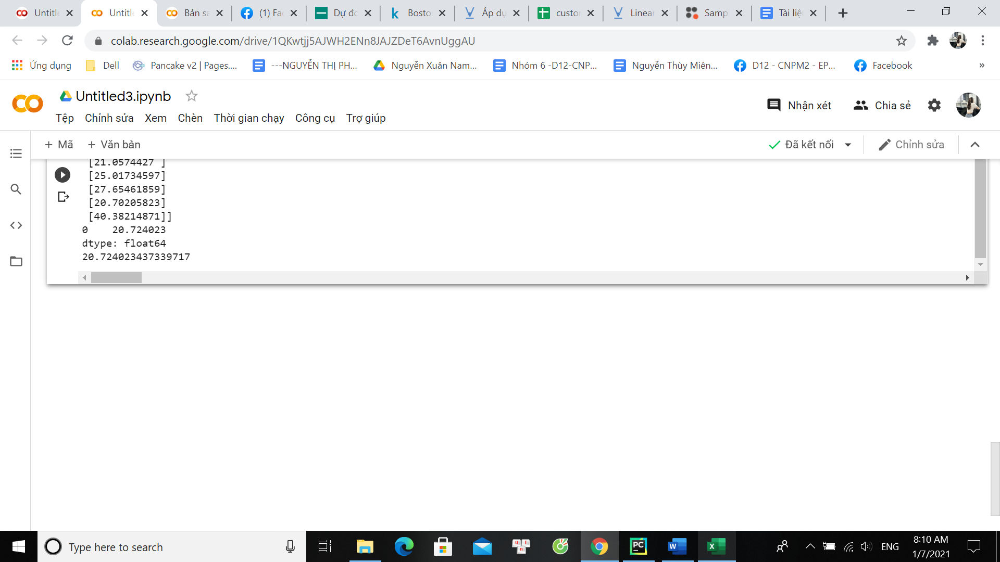 Untitle
Untitle
Bản sa
(1) Fac
Dự đo
Bosto
Áp dụ
custor
Linear
Samp
Tài liệ
colab.research.google.com/drive/1QKwtjj5AJWH2ENn8JAJZDeT6AvnUggAU
Ứng dụng
Dell
Pancake v2 | Pages....
---NGUYỄN THỊ PH...
Nguyễn Xuân Nam...
Nhóm 6 -D12-CNP...
Nguyễn Thùy Miên...
D12 - CNPM2 - EP...
Facebook
»
Untitled3.ipynb
Nhận xét
Chia sẻ
Tệp Chỉnh sửa Xem Chèn Thời gian chạy Công cụ Trợ giúp
+ Mã + Văn bản
Đã kết nối
Chỉnh sửa
[21.0574427 ]
[25.01734597]
[27.65461859]
[20.70205823]
[40.38214871]]
0    20.724023
dtype: float64
20.724023437339717
Type here to search
ENG
8:10 AM
1/7/2021